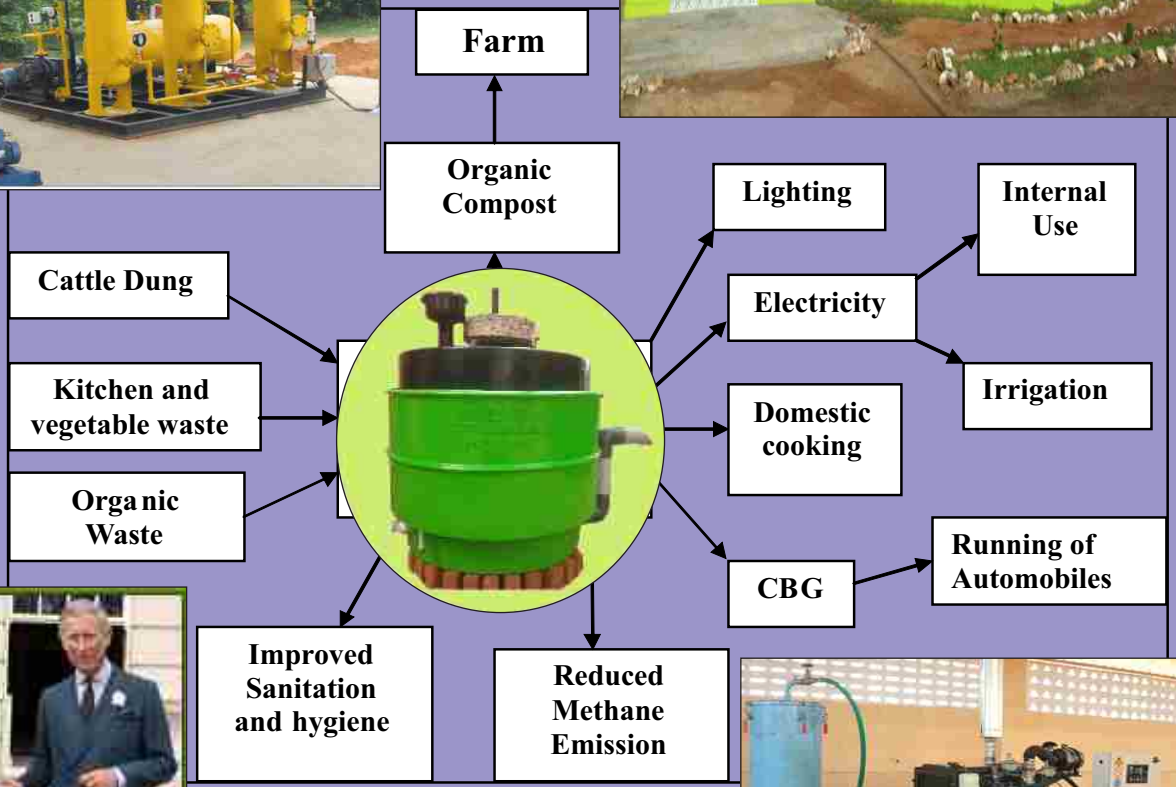 Farm
Organic
Compost
Lighting
Internal
Use
Cattle Dung
Electricity
Kitchen and
vegetable waste
Irrigation
Domestic
cooking
Orga nic
Waste
Running of
Automobiles
CBG
Improved
Sanitation
and hygiene
Reduced
Methane
Emission